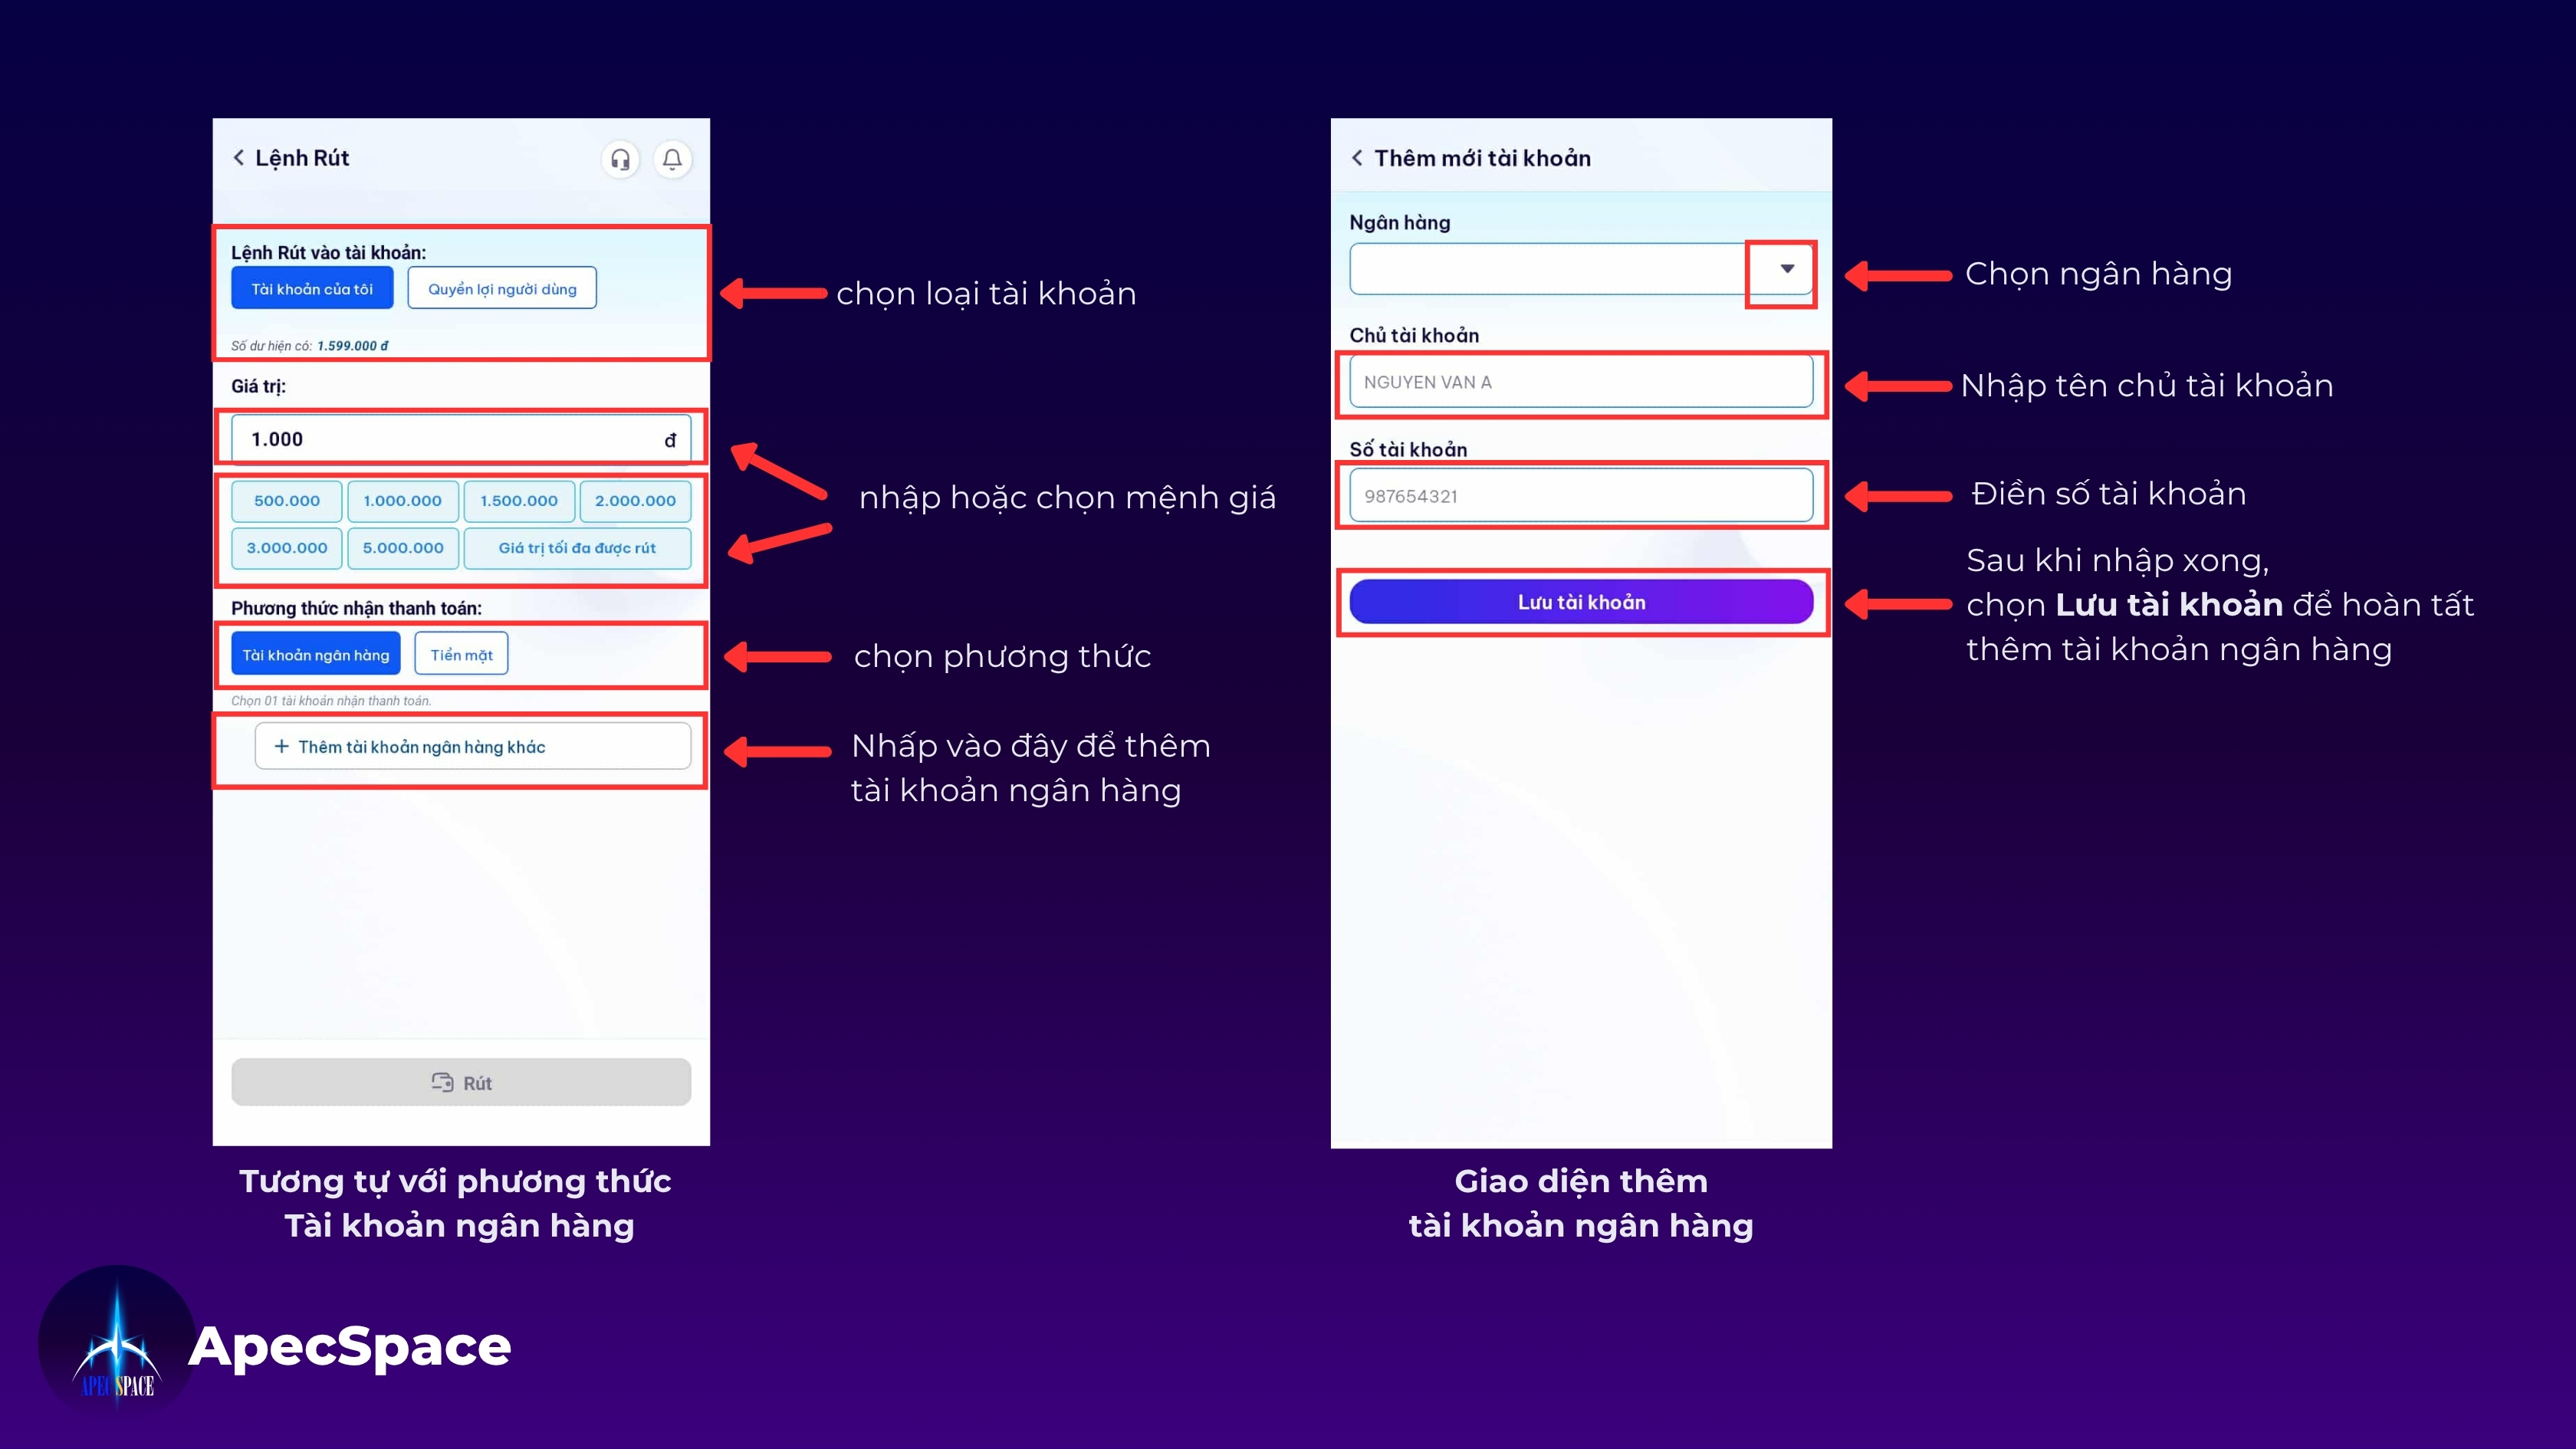 Lệnh Rút
Lệnh Rút vào tài khoản:
Tài khoản của tôi
Quyền lợi người dùng
Số dư hiện có: 1.599.000 đ
chọn loại tài khoản
Giá trị:
1.000 đ
500.000
1.000.000
1.500.000
2.000.000
3.000.000
5.000.000
Giá trị tối đa được rút
nhập hoặc chọn mệnh giá
Phương thức nhận thanh toán:
Tài khoản ngân hàng
Tiền mặt
chọn phương thức
Chọn 01 tài khoản nhận thanh toán.
+ Thêm tài khoản ngân hàng khác
Nhấp vào đây để thêm
tài khoản ngân hàng
Rút
Tương tự với phương thức
Tài khoản ngân hàng
Thêm mới tài khoản
Ngân hàng
Chọn ngân hàng
Chủ tài khoản
NGUYEN VAN A
Nhập tên chủ tài khoản
Số tài khoản
987654321
Điền số tài khoản
Lưu tài khoản
Sau khi nhập xong,
chọn Lưu tài khoản để hoàn tất
thêm tài khoản ngân hàng
Giao diện thêm
tài khoản ngân hàng
APEC SPACE
ApecSpace